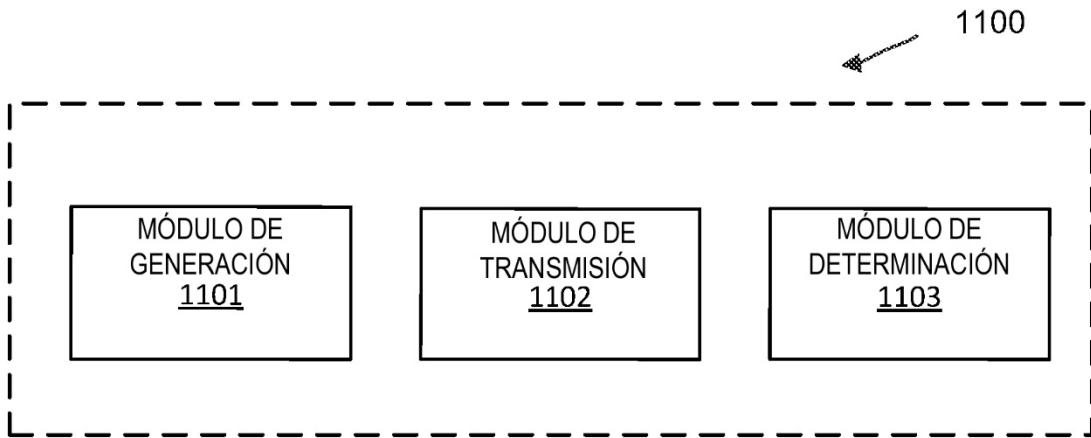 1100
MÓDULO DE
GENERACIÓN
1101
MÓDULO DE
TRANSMISIÓN
1102
MÓDULO DE
DETERMINACIÓN
1103